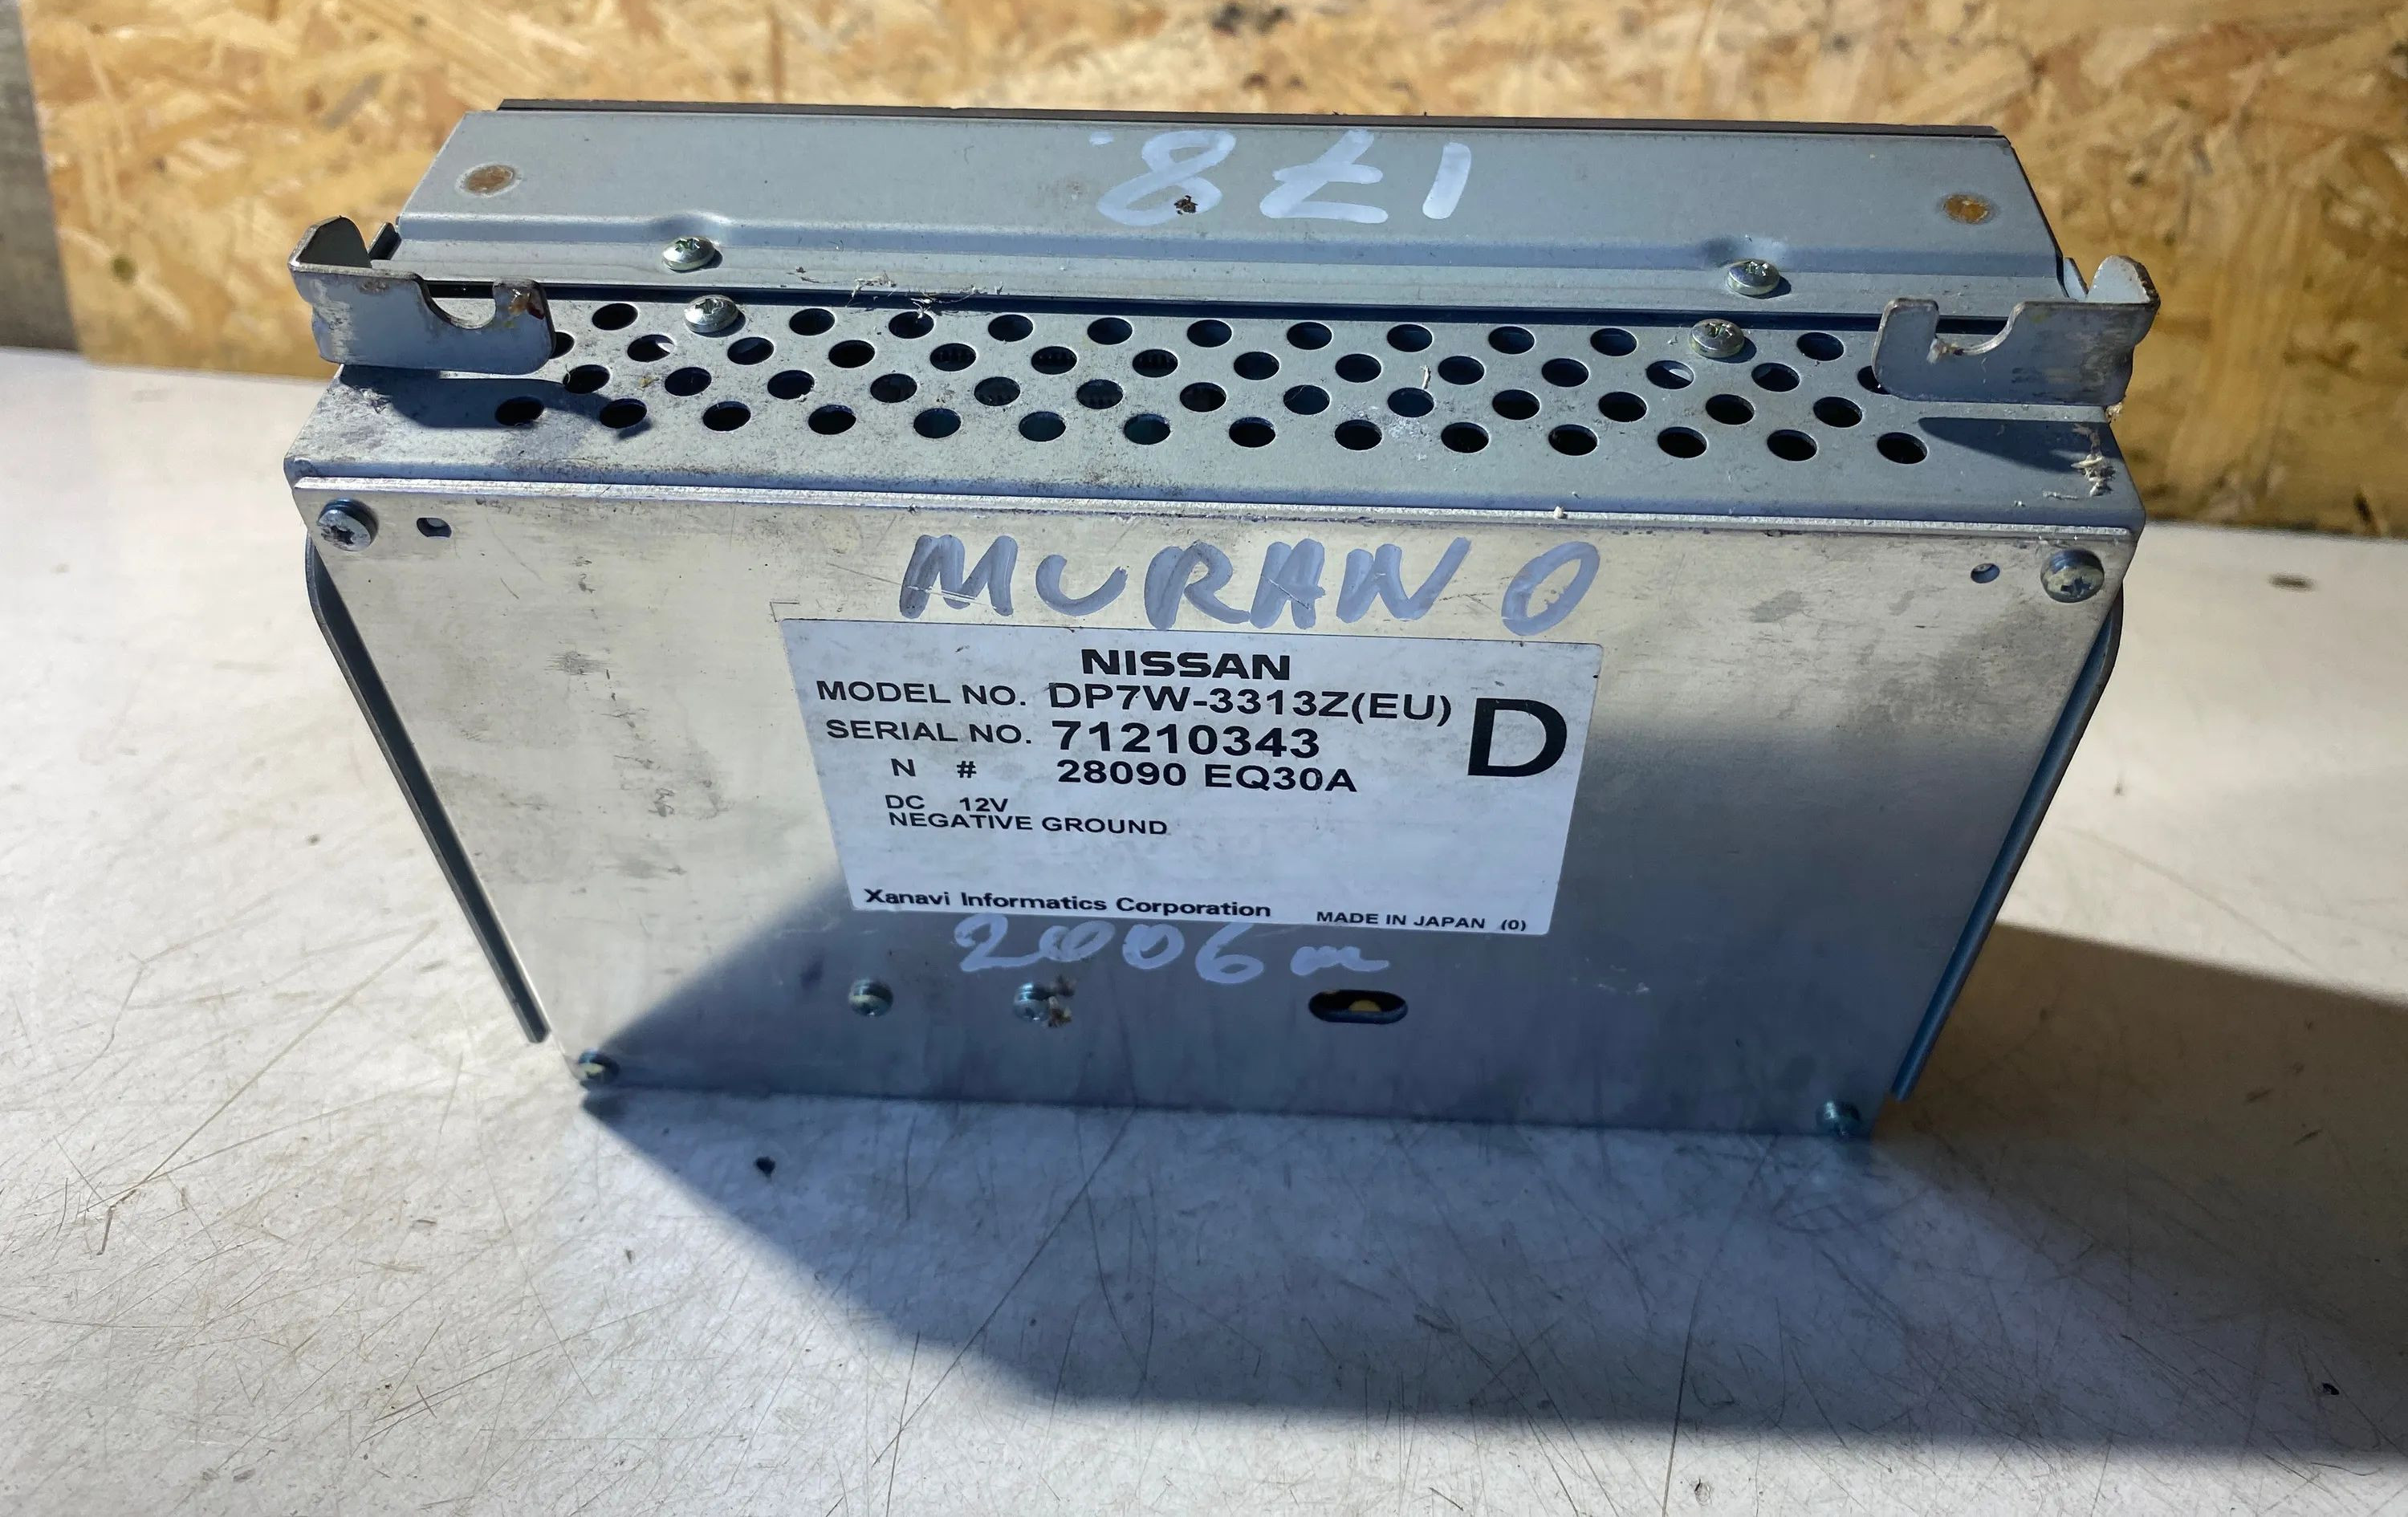 178.
MURANO
NISSAN
MODEL NO. DP7W-3313Z(EU)
D
SERIAL NO. 71210343
N # 28090 EQ30A
DC 12V
NEGATIVE GROUND
Xanavi Informatics Corporation MADE IN JAPAN (0)
2006 m